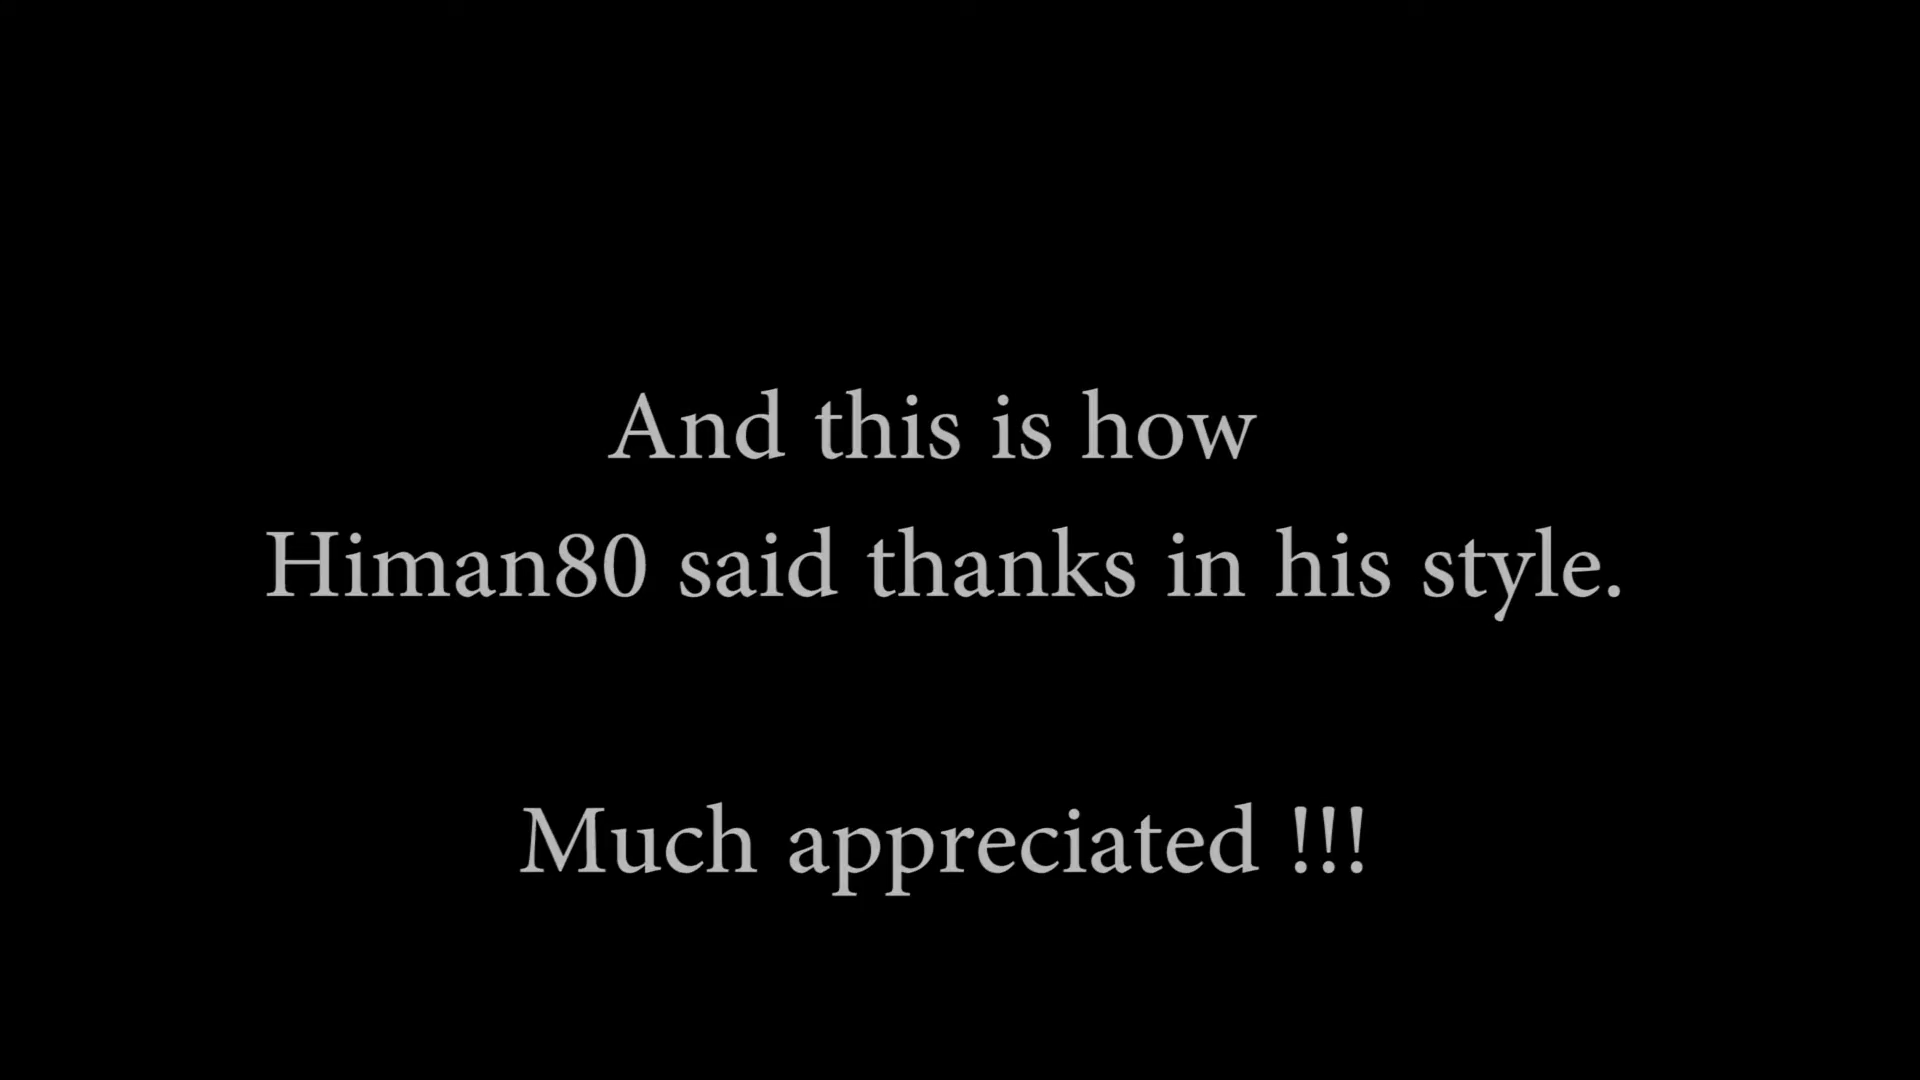 And this is how
Himan80 said thanks in his style.
Much appreciated !!!